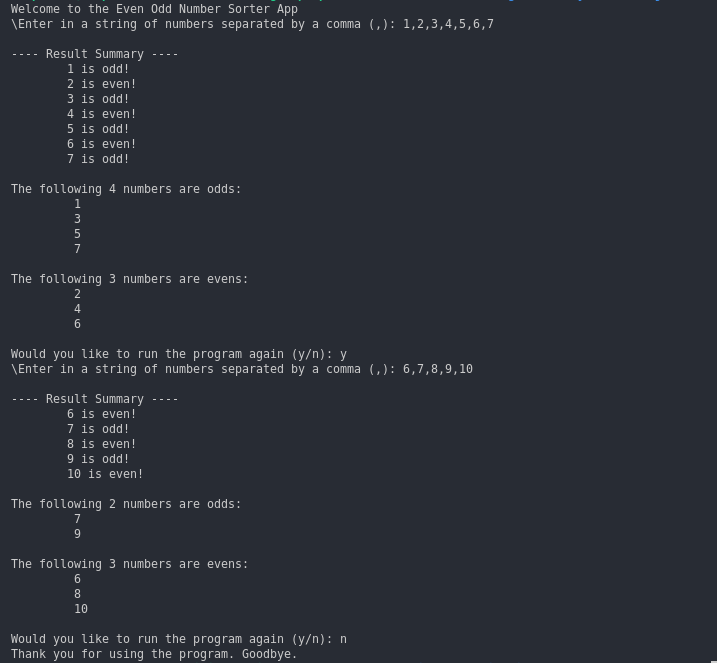 Welcome to the Even Odd Number Sorter App
\Enter in a string of numbers separated by a comma (,): 1,2,3,4,5,6,7
---- Result Summary ----
1 is odd!
2 is even!
3 is odd!
4 is even!
5 is odd!
6 is even!
7 is odd!
The following 4 numbers are odds:
1
3
5
7
The following 3 numbers are evens:
2
4
6
Would you like to run the program again (y/n): y
\Enter in a string of numbers separated by a comma (,): 6,7,8,9,10
---- Result Summary ----
6 is even!
7 is odd!
8 is even!
9 is odd!
10 is even!
The following 2 numbers are odds:
7
9
The following 3 numbers are evens:
6
8
10
Would you like to run the program again (y/n): n
Thank you for using the program. Goodbye.